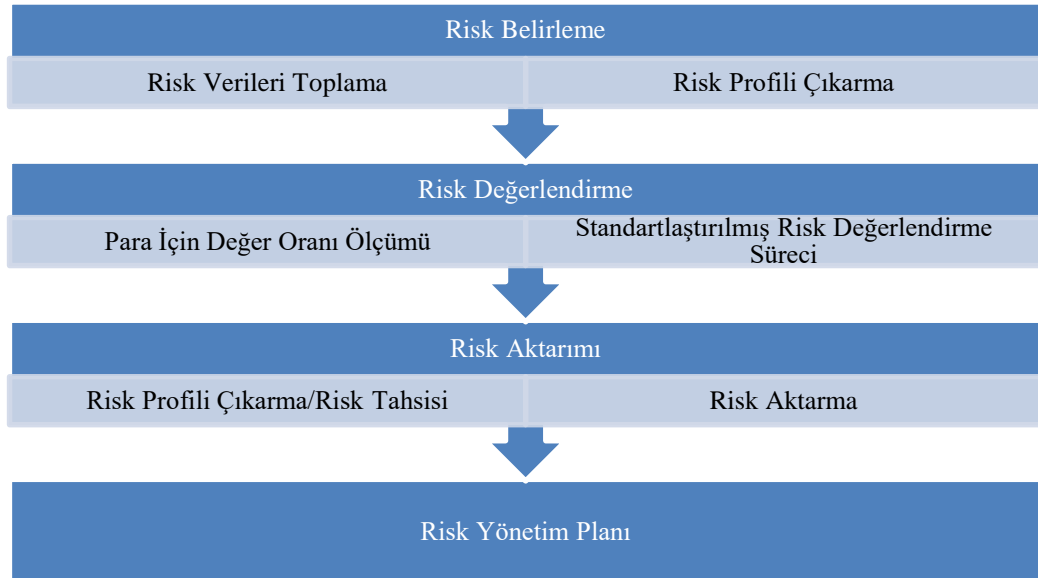 Risk Belirleme
Risk Verileri Toplama
Risk Profili Çıkarma
Risk Değerlendirme
Para İçin Değer Oranı Ölçümü
Standartlaştırılmış Risk Değerlendirme
Süreci
Risk Aktarımı
Risk Profili Çıkarma/Risk Tahsisi
Risk Aktarma
Risk Yönetim Planı